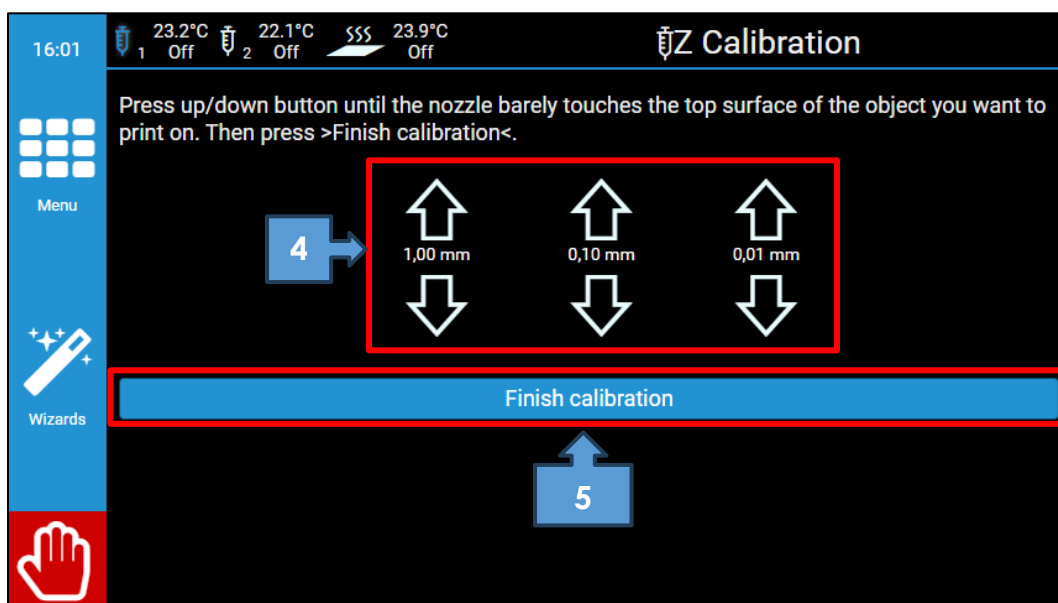 16:01
1 23.2°C Off 2 22.1°C Off 23.9°C Off
Z Calibration
Press up/down button until the nozzle barely touches the top surface of the object you want to
print on. Then press >Finish calibration<.
Menu
4
1,00 mm 0,10 mm 0,01 mm
Wizards
Finish calibration
5